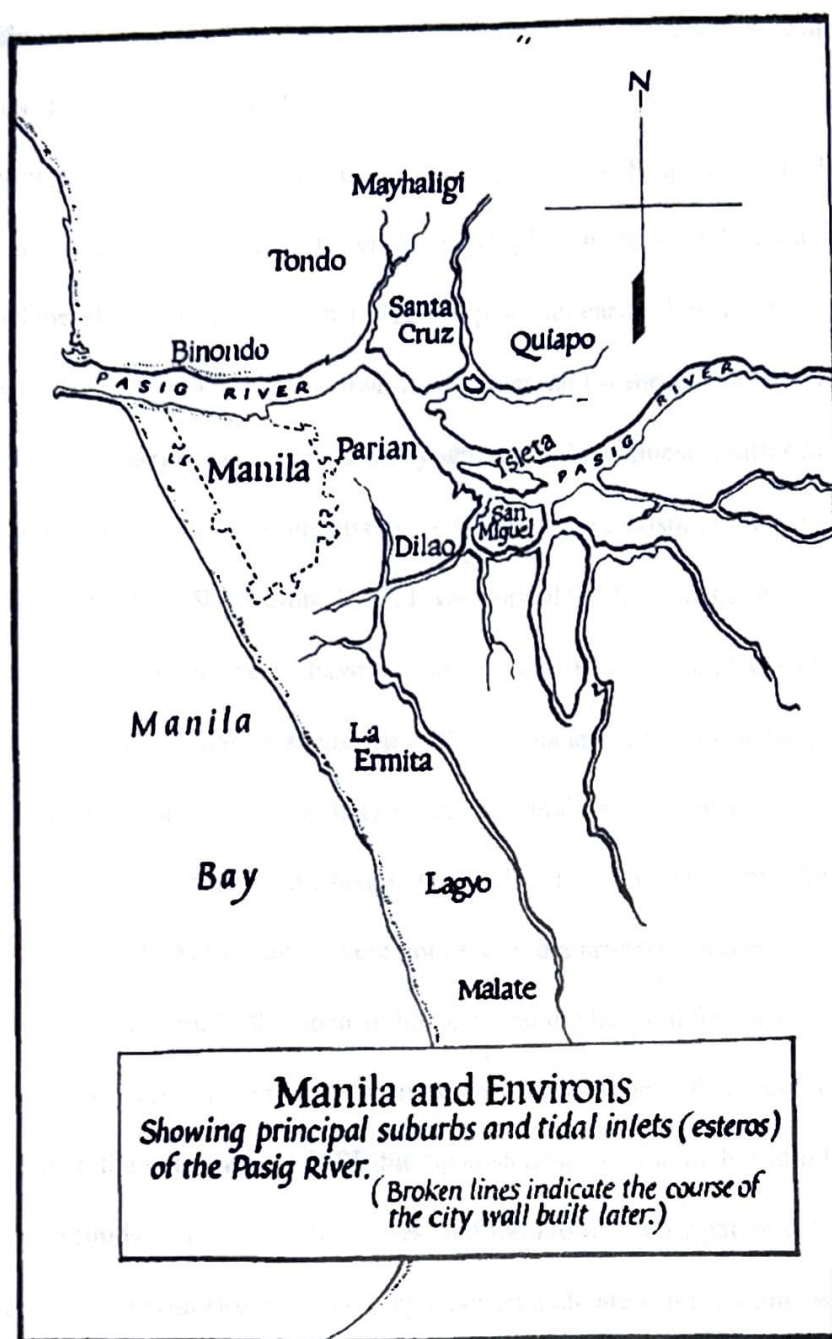 N
Mayhaligi
Tondo
Santa
Cruz
Quiapo
Binondo
PASIG RIVER
PASIG RIVER
Parian
Isleta
Manila
San
Miguel
Dilao
Manila
La
Ermita
Bay
Lagyo
Malate
Manila and Environs
Showing principal suburbs and tidal inlets (esteros)
of the Pasig River.
(Broken lines indicate the course of
the city wall built later.)